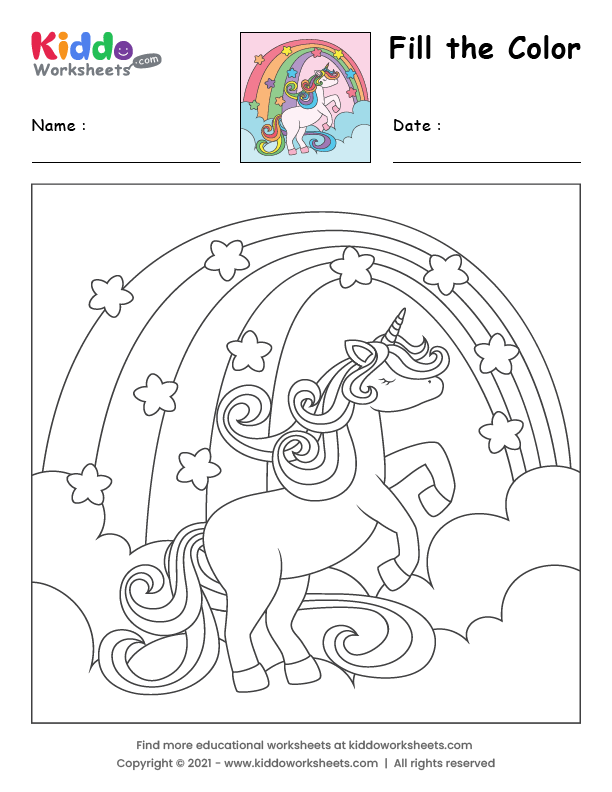 Kiddo
Worksheets.com
Fill the Color
Name :
Date :
Find more educational worksheets at kiddoworksheets.com
Copyright © 2021 - www.kiddoworksheets.com | All rights reserved